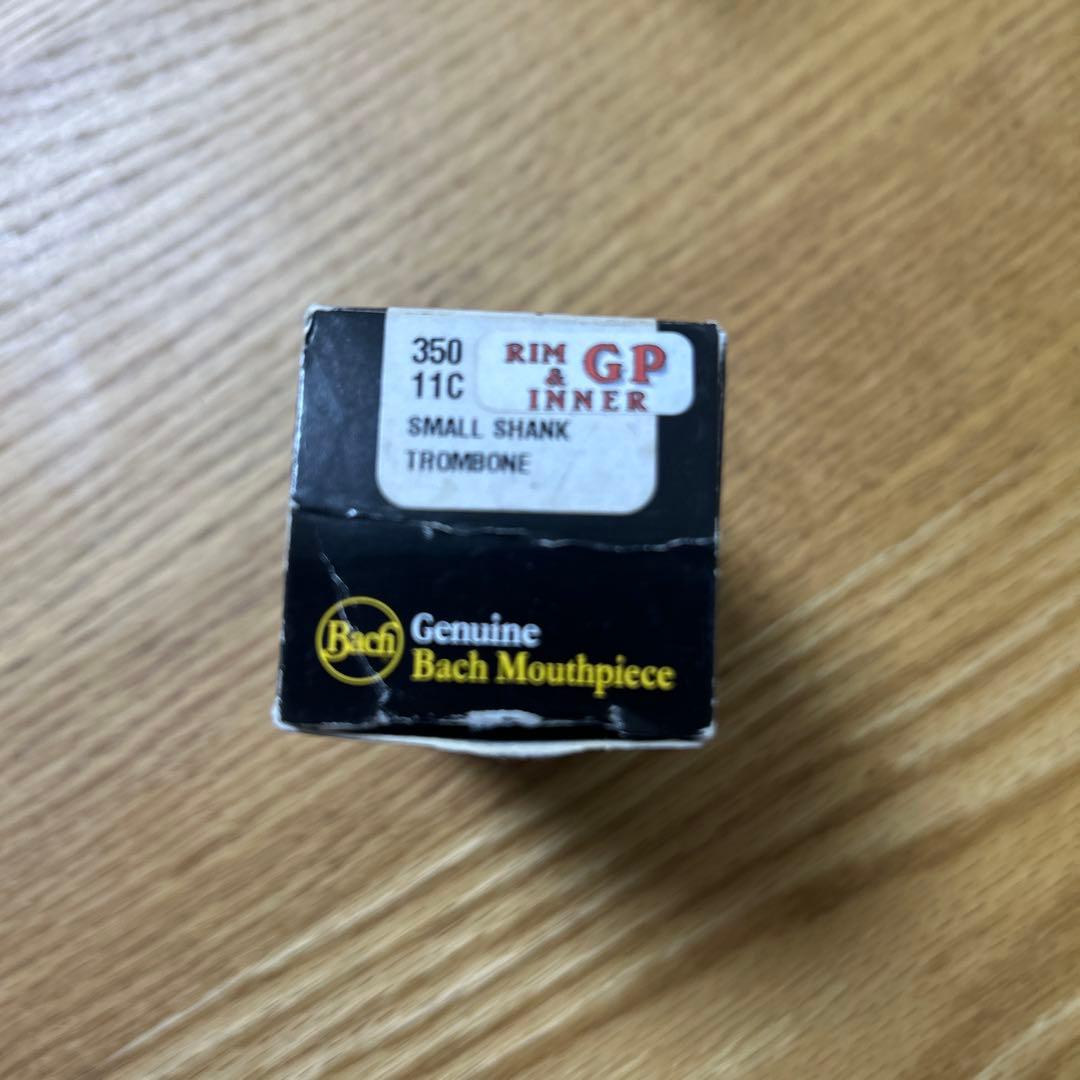 350
11C
RIM & INNER GP
SMALL SHANK
TROMBONE
Bach
Genuine
Bach Mouthpiece